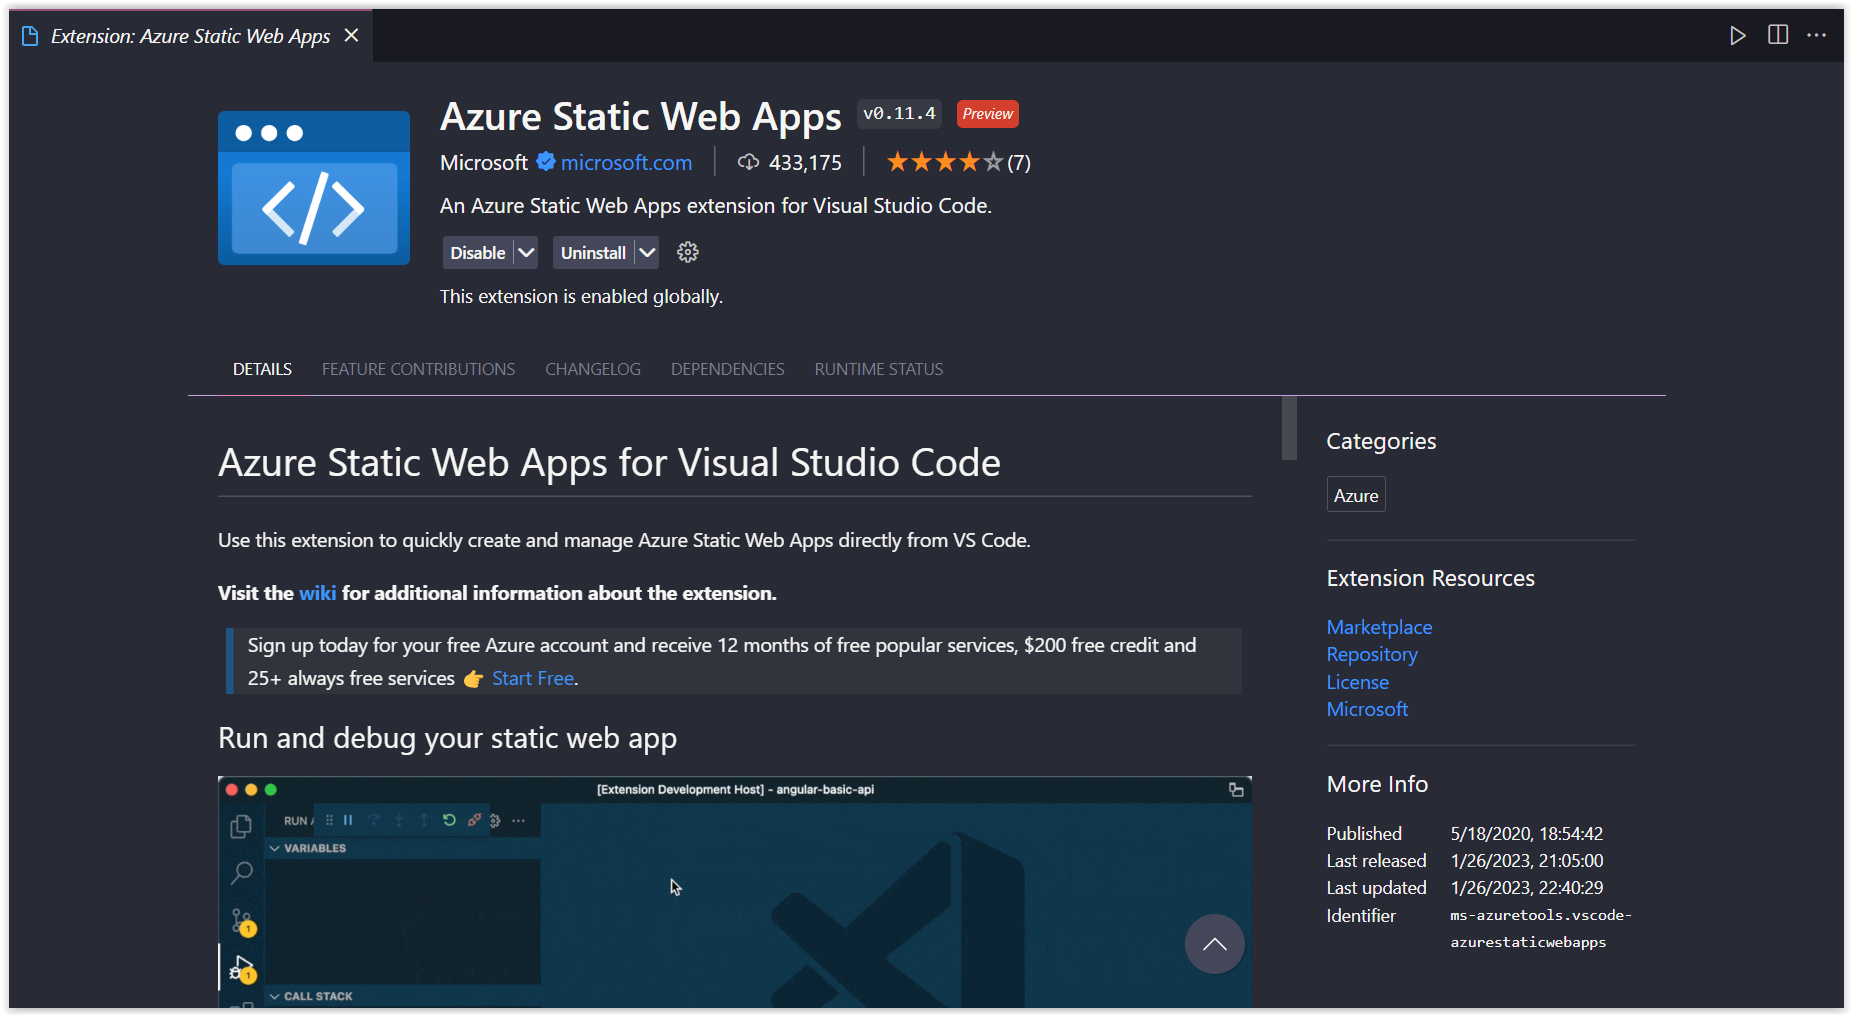 Extension: Azure Static Web Apps
Azure Static Web Apps v0.11.4 Preview
Microsoft microsoft.com 433,175 (7)
An Azure Static Web Apps extension for Visual Studio Code.
Disable Uninstall
This extension is enabled globally.
DETAILS FEATURE CONTRIBUTIONS CHANGELOG DEPENDENCIES RUNTIME STATUS
Azure Static Web Apps for Visual Studio Code
Use this extension to quickly create and manage Azure Static Web Apps directly from VS Code.
Visit the wiki for additional information about the extension.
Sign up today for your free Azure account and receive 12 months of free popular services, $200 free credit and
25+ always free services 👉 Start Free.
Run and debug your static web app
[Extension Development Host] - angular-basic-api
RUN
VARIABLES
1
1
CALL STACK
Categories
Azure
Extension Resources
Marketplace
Repository
License
Microsoft
More Info
Published 5/18/2020, 18:54:42
Last released 1/26/2023, 21:05:00
Last updated 1/26/2023, 22:40:29
Identifier ms-azuretools.vscode-
azurestaticwebapps